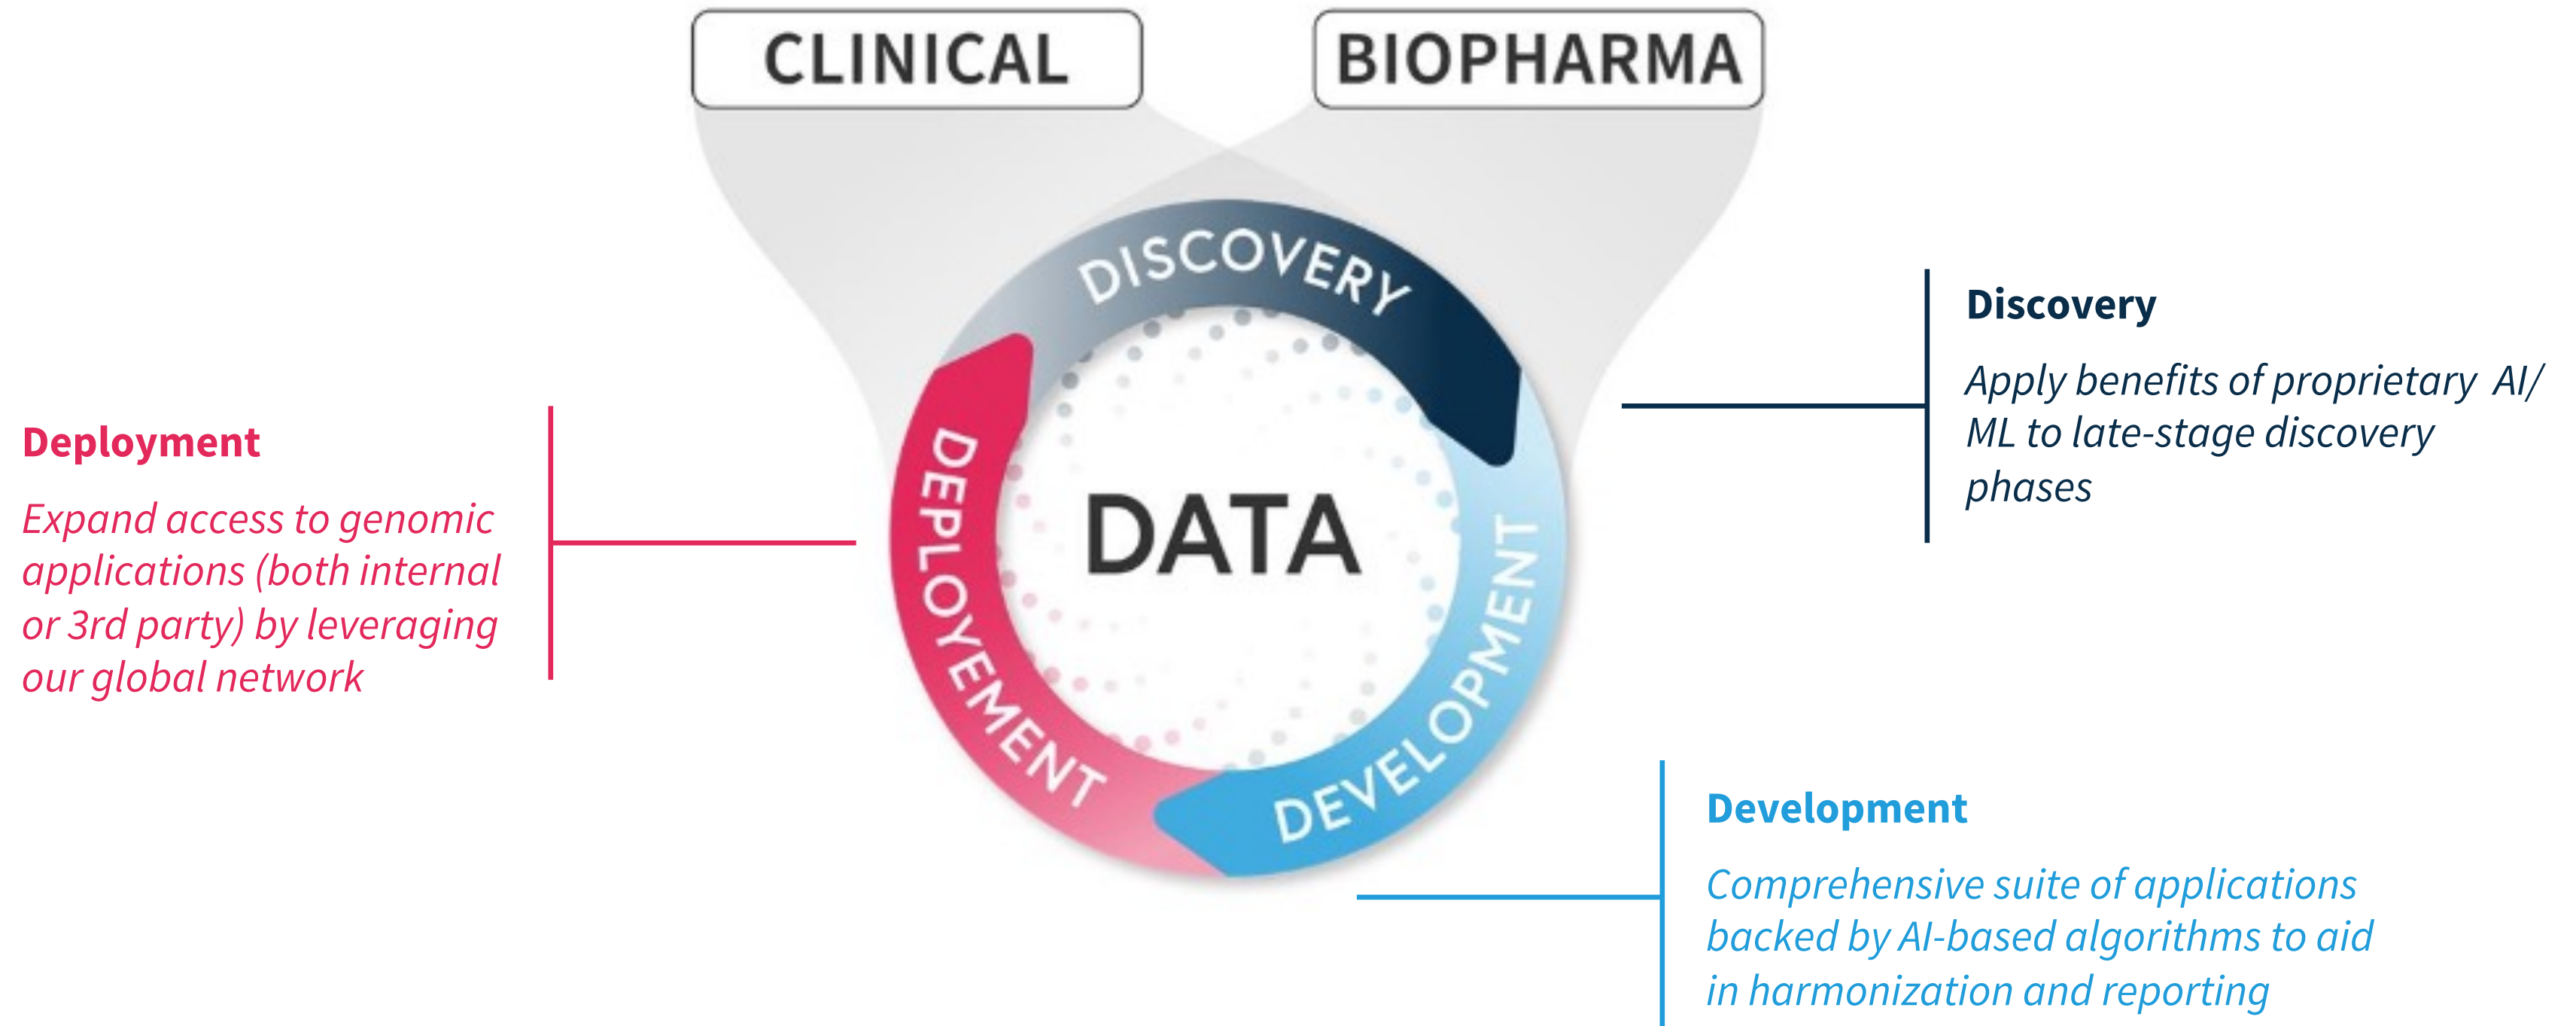 CLINICAL
BIOPHARMA
DISCOVERY
DEVELOPMENT
DEPLOYEMENT
DATA
Discovery
Apply benefits of proprietary AI/
ML to late-stage discovery
phases
Deployment
Expand access to genomic
applications (both internal
or 3rd party) by leveraging
our global network
Development
Comprehensive suite of applications
backed by AI-based algorithms to aid
in harmonization and reporting